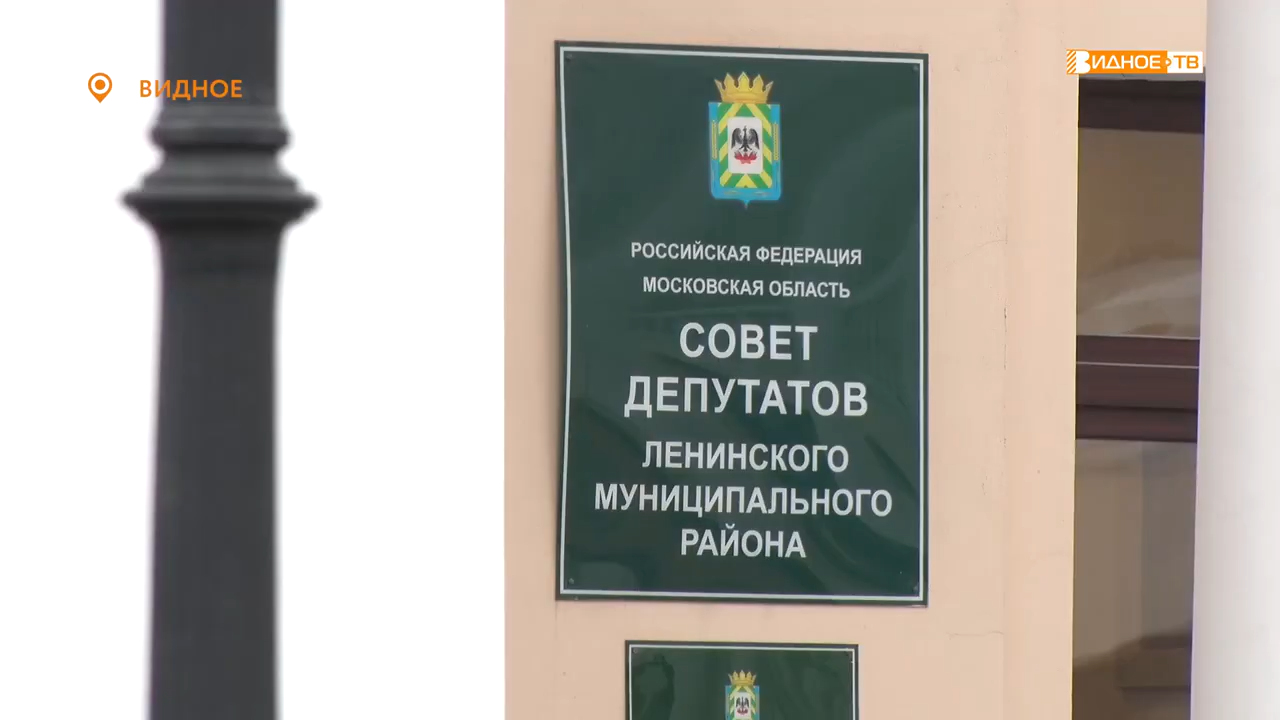 ВИДНОЕ
ВИДНОЕ ТВ
РОССИЙСКАЯ ФЕДЕРАЦИЯ
МОСКОВСКАЯ ОБЛАСТЬ
СОВЕТ
ДЕПУТАТОВ
ЛЕНИНСКОГО
МУНИЦИПАЛЬНОГО
РАЙОНА